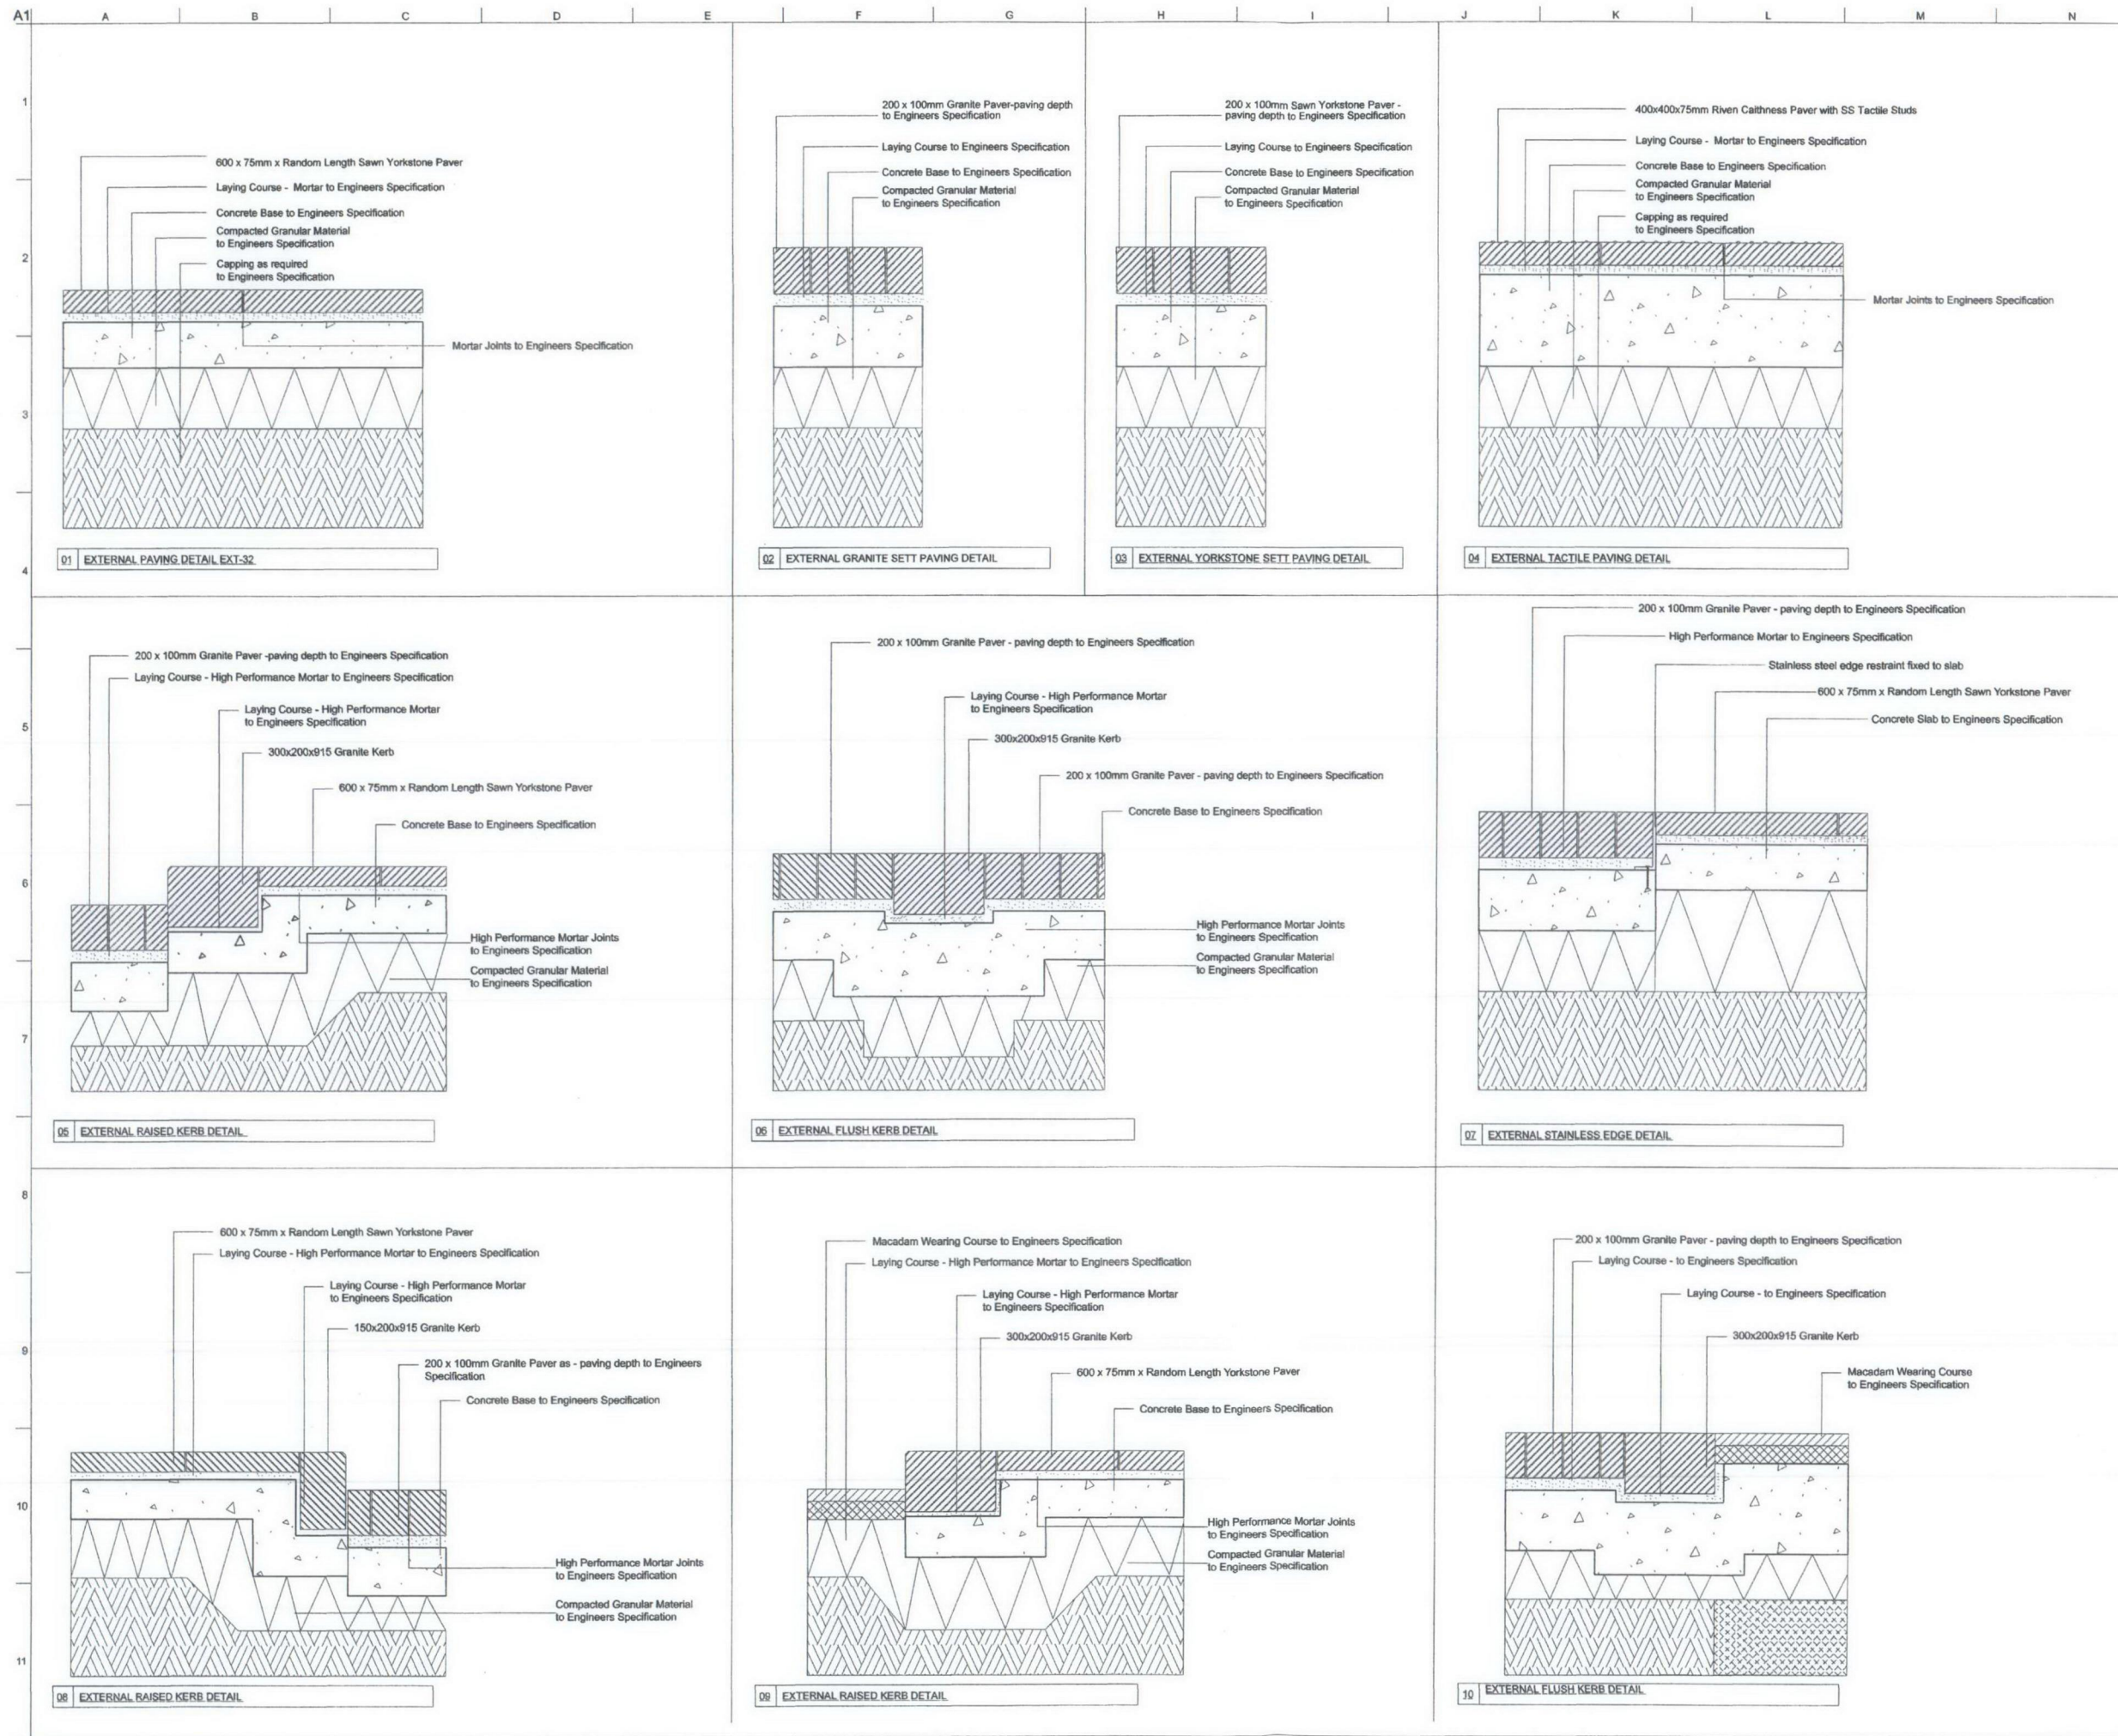 A1
A
B
C
D
E
F
G
H
I
J
K
L
M
N
1
2
3
4
5
6
7
8
9
10
11
600 x 75mm x Random Length Sawn Yorkstone Paver
Laying Course - Mortar to Engineers Specification
Concrete Base to Engineers Specification
Compacted Granular Material
to Engineers Specification
Capping as required
to Engineers Specification
Mortar Joints to Engineers Specification
01 EXTERNAL PAVING DETAIL EXT-32
200 x 100mm Granite Paver-paving depth
to Engineers Specification
Laying Course to Engineers Specification
Concrete Base to Engineers Specification
Compacted Granular Material
to Engineers Specification
02 EXTERNAL GRANITE SETT PAVING DETAIL
200 x 100mm Sawn Yorkstone Paver -
paving depth to Engineers Specification
Laying Course to Engineers Specification
Concrete Base to Engineers Specification
Compacted Granular Material
to Engineers Specification
03 EXTERNAL YORKSTONE SETT PAVING DETAIL
400x400x75mm Riven Caithness Paver with SS Tactile Studs
Laying Course - Mortar to Engineers Specification
Concrete Base to Engineers Specification
Compacted Granular Material
to Engineers Specification
Capping as required
to Engineers Specification
Mortar Joints to Engineers Specification
04 EXTERNAL TACTILE PAVING DETAIL
200 x 100mm Granite Paver -paving depth to Engineers Specification
Laying Course - High Performance Mortar to Engineers Specification
Laying Course - High Performance Mortar
to Engineers Specification
300x200x915 Granite Kerb
600 x 75mm x Random Length Sawn Yorkstone Paver
Concrete Base to Engineers Specification
High Performance Mortar Joints
to Engineers Specification
Compacted Granular Material
to Engineers Specification
05 EXTERNAL RAISED KERB DETAIL
200 x 100mm Granite Paver - paving depth to Engineers Specification
Laying Course - High Performance Mortar
to Engineers Specification
300x200x915 Granite Kerb
200 x 100mm Granite Paver - paving depth to Engineers Specification
Concrete Base to Engineers Specification
High Performance Mortar Joints
to Engineers Specification
Compacted Granular Material
to Engineers Specification
06 EXTERNAL FLUSH KERB DETAIL
200 x 100mm Granite Paver - paving depth to Engineers Specification
High Performance Mortar to Engineers Specification
Stainless steel edge restraint fixed to slab
600 x 75mm x Random Length Sawn Yorkstone Paver
Concrete Slab to Engineers Specification
07 EXTERNAL STAINLESS EDGE DETAIL
600 x 75mm x Random Length Sawn Yorkstone Paver
Laying Course - High Performance Mortar to Engineers Specification
Laying Course - High Performance Mortar
to Engineers Specification
150x200x915 Granite Kerb
200 x 100mm Granite Paver as - paving depth to Engineers
Specification
Concrete Base to Engineers Specification
High Performance Mortar Joints
to Engineers Specification
Compacted Granular Material
to Engineers Specification
08 EXTERNAL RAISED KERB DETAIL
Macadam Wearing Course to Engineers Specification
Laying Course - High Performance Mortar to Engineers Specification
Laying Course - High Performance Mortar
to Engineers Specification
300x200x915 Granite Kerb
600 x 75mm x Random Length Yorkstone Paver
Concrete Base to Engineers Specification
High Performance Mortar Joints
to Engineers Specification
Compacted Granular Material
to Engineers Specification
09 EXTERNAL RAISED KERB DETAIL
200 x 100mm Granite Paver - paving depth to Engineers Specification
Laying Course - to Engineers Specification
Laying Course - to Engineers Specification
300x200x915 Granite Kerb
Macadam Wearing Course
to Engineers Specification
10 EXTERNAL FLUSH KERB DETAIL